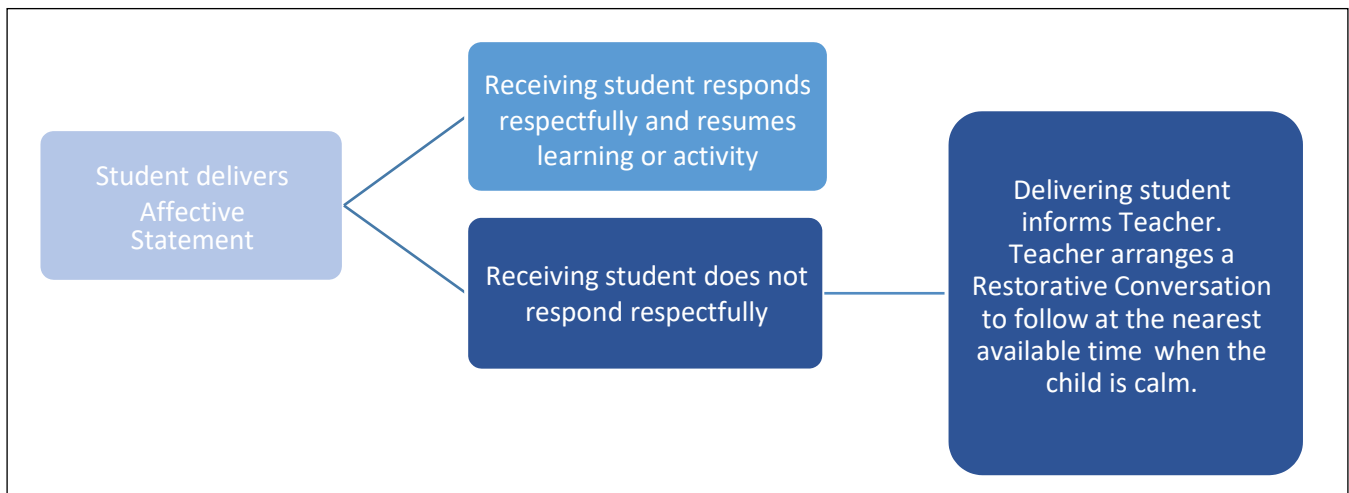 Student delivers
Affective
Statement
Receiving student responds
respectfully and resumes
learning or activity
Receiving student does not
respond respectfully
Delivering student
informs Teacher.
Teacher arranges a
Restorative Conversation
to follow at the nearest
available time when the
child is calm.